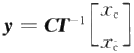 y = CT⁻¹ [ x_c
x_c̄ ]